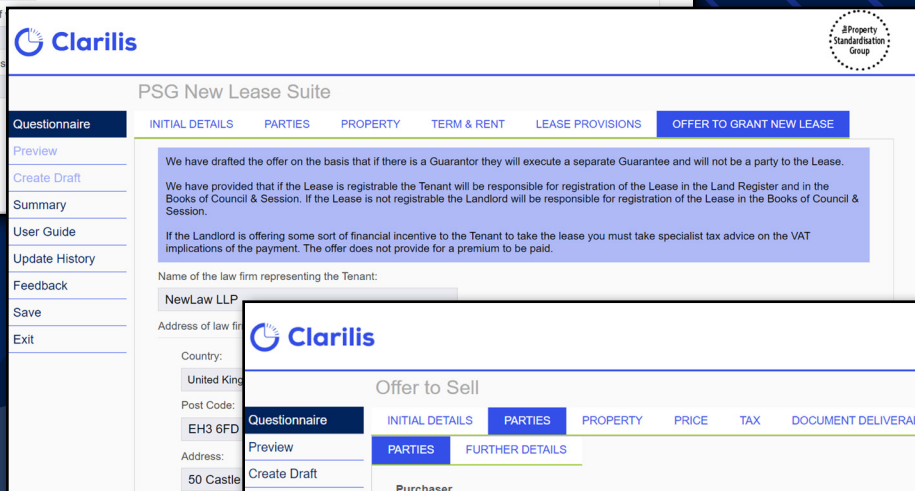 Clarilis
The Property
Standardisation
Group
PSG New Lease Suite
Questionnaire
Preview
Create Draft
Summary
User Guide
Update History
Feedback
Save
Exit
INITIAL DETAILS
PARTIES
PROPERTY
TERM & RENT
LEASE PROVISIONS
OFFER TO GRANT NEW LEASE
We have drafted the offer on the basis that if there is a Guarantor they will execute a separate Guarantee and will not be a party to the Lease.
We have provided that if the Lease is registrable the Tenant will be responsible for registration of the Lease in the Land Register and in the
Books of Council & Session. If the Lease is not registrable the Landlord will be responsible for registration of the Lease in the Books of Council &
Session.
If the Landlord is offering some sort of financial incentive to the Tenant to take the lease you must take specialist tax advice on the VAT
implications of the payment. The offer does not provide for a premium to be paid.
Name of the law firm representing the Tenant:
NewLaw LLP
Address of law fir
Country:
United King
Post Code:
EH3 6FD
Address:
50 Castle
Clarilis
Offer to Sell
Questionnaire
Preview
Create Draft
INITIAL DETAILS
PARTIES
PROPERTY
PRICE
TAX
DOCUMENT DELIVERA
PARTIES
FURTHER DETAILS
Purchaser